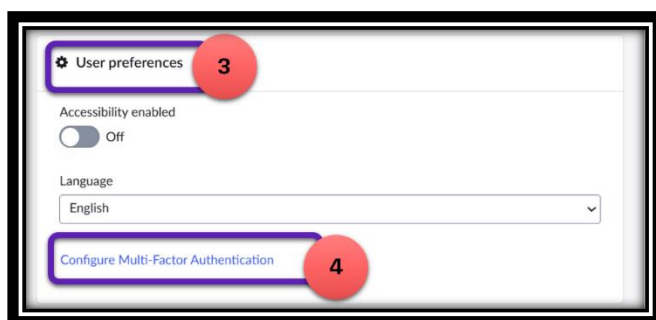 User preferences
3
Accessibility enabled
Off
Language
English
Configure Multi-Factor Authentication
4